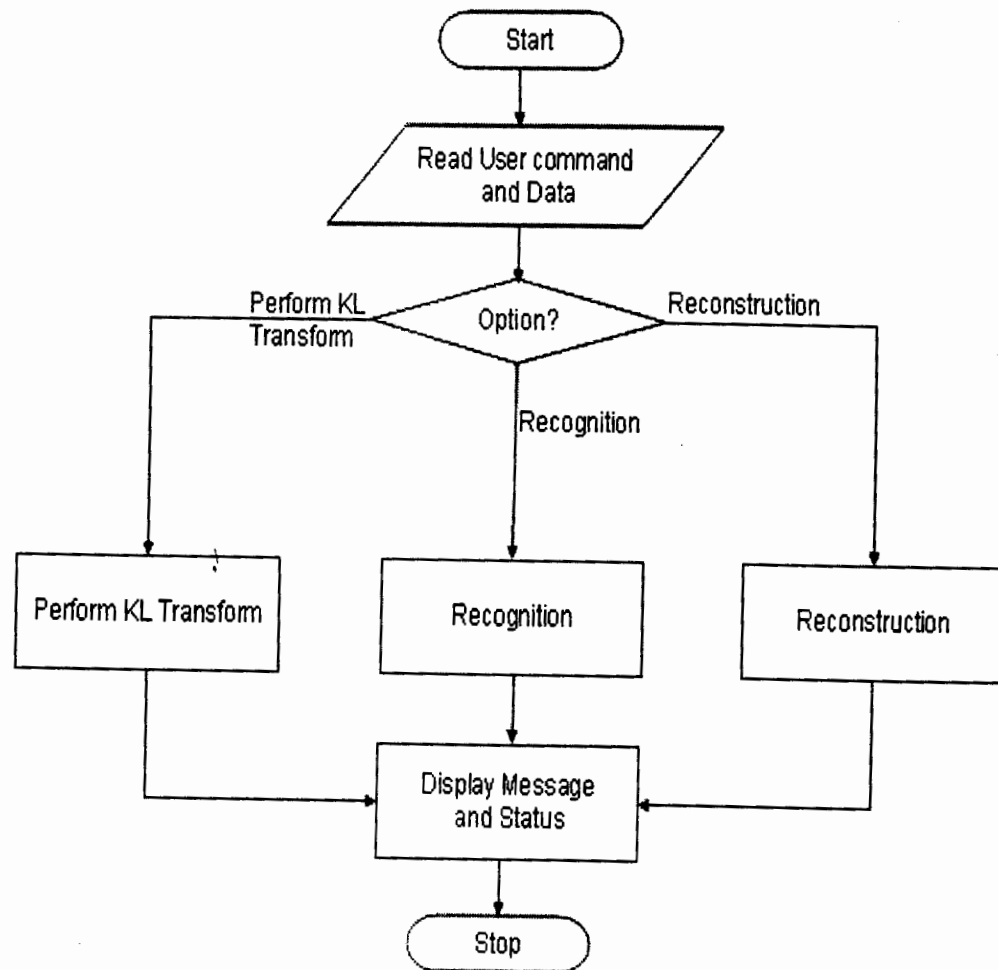 Start
Read User command
and Data
Perform KL
Transform
Option?
Reconstruction
Recognition
Perform KL Transform
Recognition
Reconstruction
Display Message
and Status
Stop